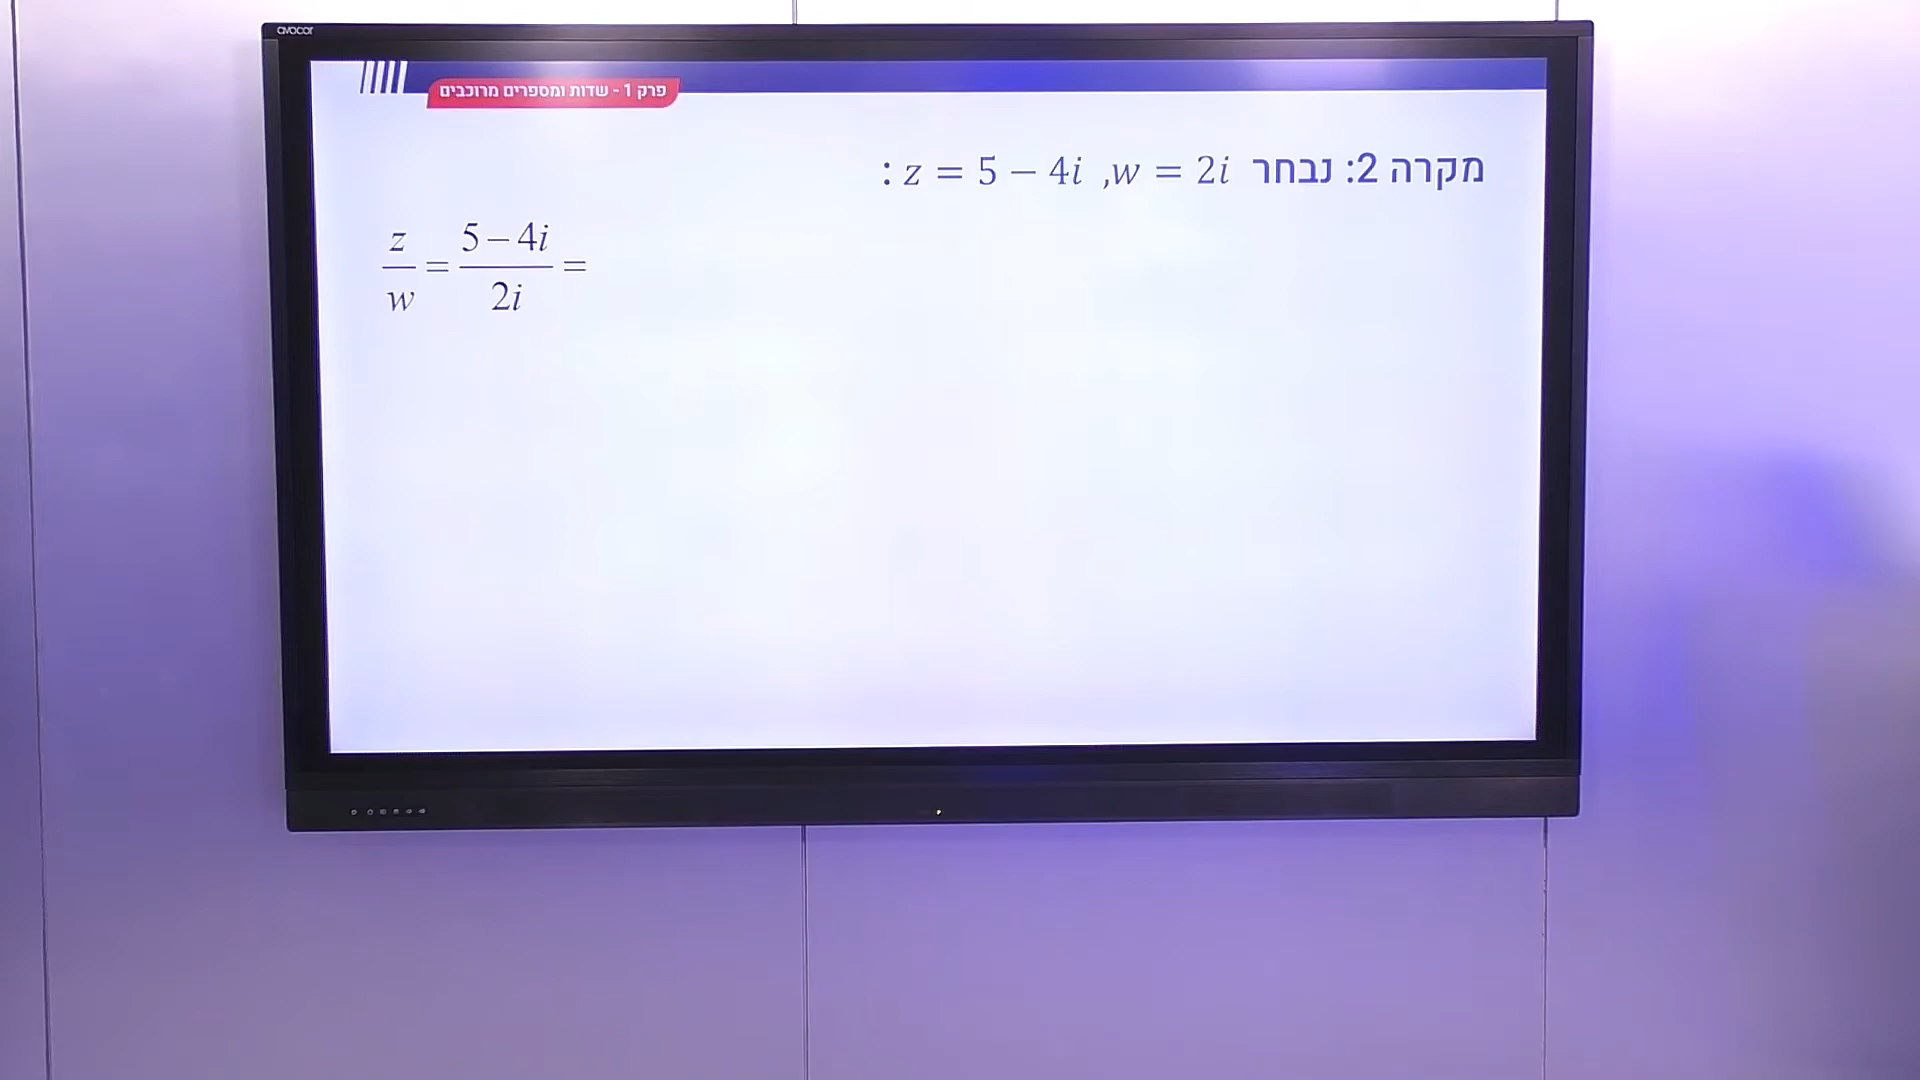 avocor
פרק 1 - שדות ומספרים מרוכבים
מקרה 2: נבחר z = 5 − 4i ,w = 2i :
z/w = 5−4i/2i =